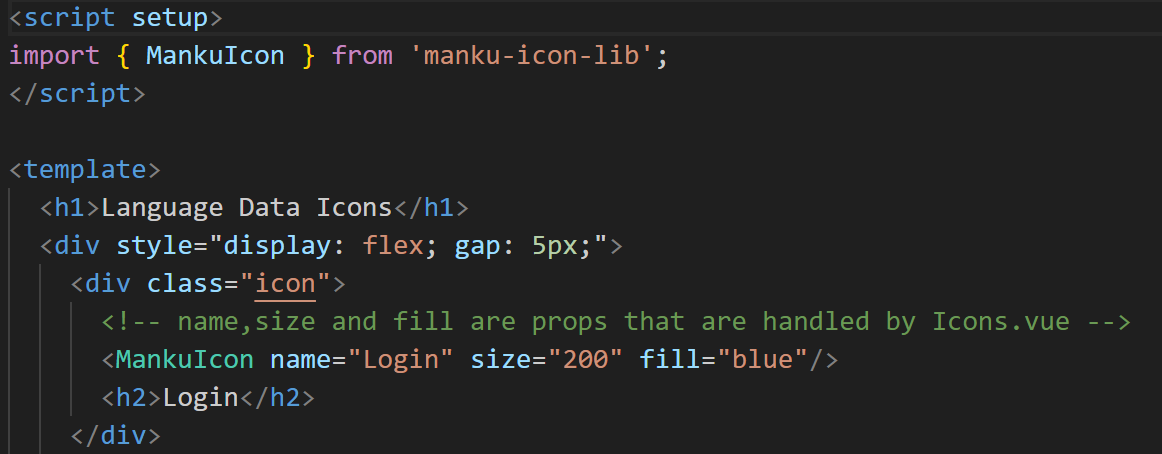 <script setup>
import { MankuIcon } from 'manku-icon-lib';
</script>
<template>
<h1>Language Data Icons</h1>
<div style="display: flex; gap: 5px;">
<div class="icon">
<!-- name,size and fill are props that are handled by Icons.vue -->
<MankuIcon name="Login" size="200" fill="blue"/>
<h2>Login</h2>
</div>